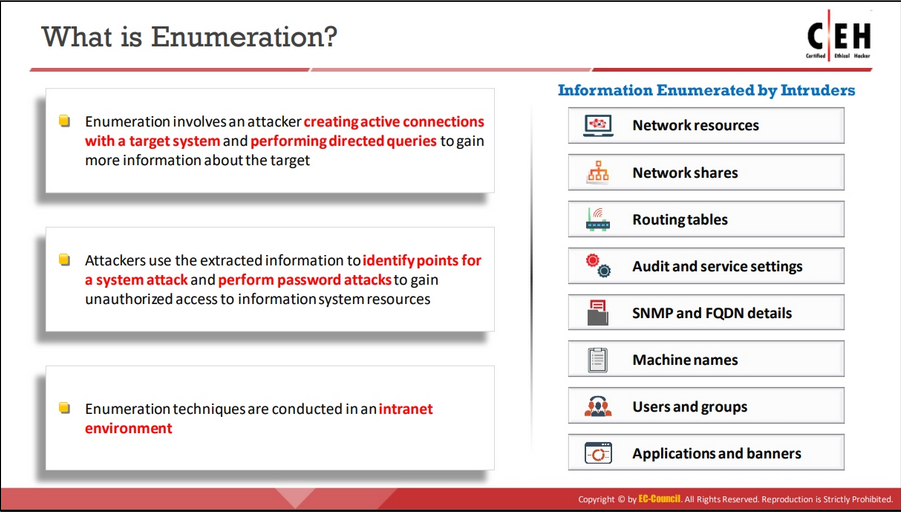 What is Enumeration?
C|EH
Certified Ethical Hacker
Enumeration involves an attacker creating active connections
with a target system and performing directed queries to gain
more information about the target
Attackers use the extracted information to identify points for
a system attack and perform password attacks to gain
unauthorized access to information system resources
Enumeration techniques are conducted in an intranet
environment
Information Enumerated by Intruders
Network resources
Network shares
Routing tables
Audit and service settings
SNMP and FQDN details
Machine names
Users and groups
Applications and banners
Copyright © by EC-Council. All Rights Reserved. Reproduction is Strictly Prohibited.